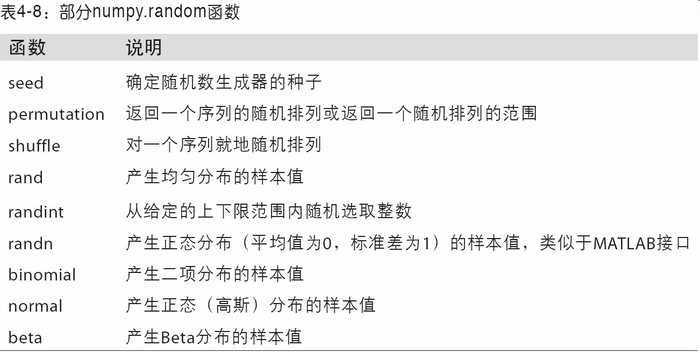 表4-8：部分numpy.random函数
函数 说明
seed 确定随机数生成器的种子
permutation 返回一个序列的随机排列或返回一个随机排列的范围
shuffle 对一个序列就地随机排列
rand 产生均匀分布的样本值
randint 从给定的上下限范围内随机选取整数
randn 产生正态分布（平均值为0，标准差为1）的样本值，类似于MATLAB接口
binomial 产生二项分布的样本值
normal 产生正态（高斯）分布的样本值
beta 产生Beta分布的样本值